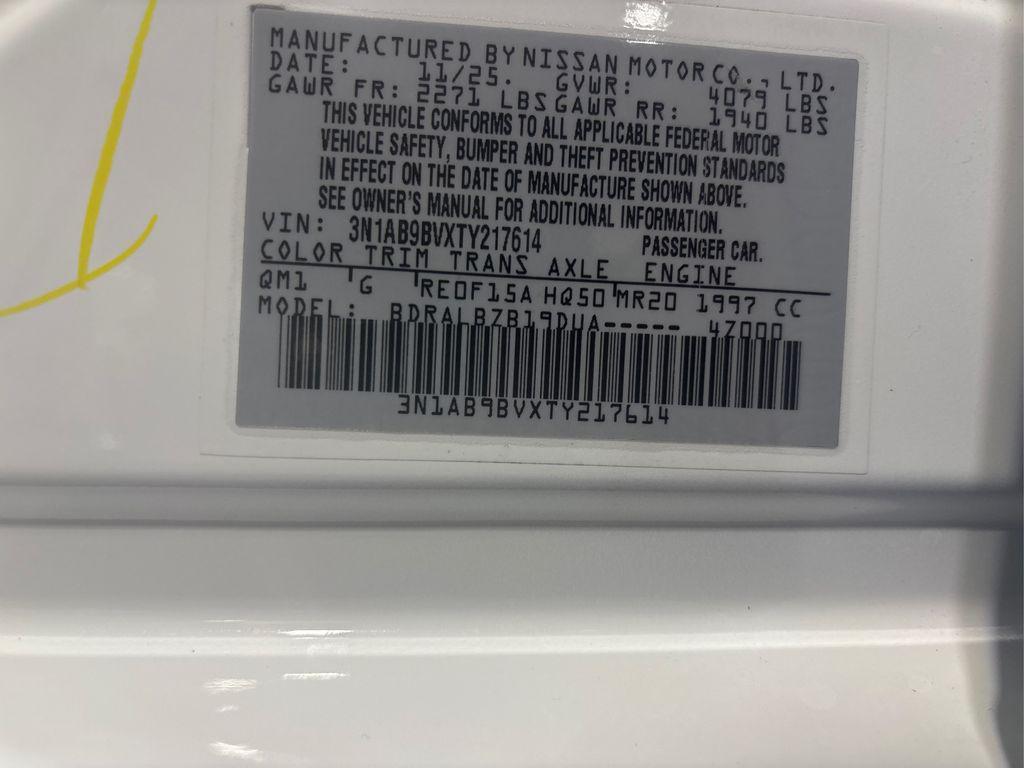 MANUFACTURED BY NISSAN MOTOR CO., LTD.
DATE: 11/25. GVWR: 4079 LBS
GAWR FR: 2271 LBS GAWR RR: 1940 LBS
THIS VEHICLE CONFORMS TO ALL APPLICABLE FEDERAL MOTOR
VEHICLE SAFETY, BUMPER AND THEFT PREVENTION STANDARDS
IN EFFECT ON THE DATE OF MANUFACTURE SHOWN ABOVE.
SEE OWNER'S MANUAL FOR ADDITIONAL INFORMATION.
VIN: 3N1AB9BVXTY217614 PASSENGER CAR.
COLOR TRIM TRANS AXLE ENGINE
QM1 G RE0F15A HQ50 MR20 1997 CC
MODEL: BDRALBZB19DUA----- 4Z000
3N1AB9BVXTY217614